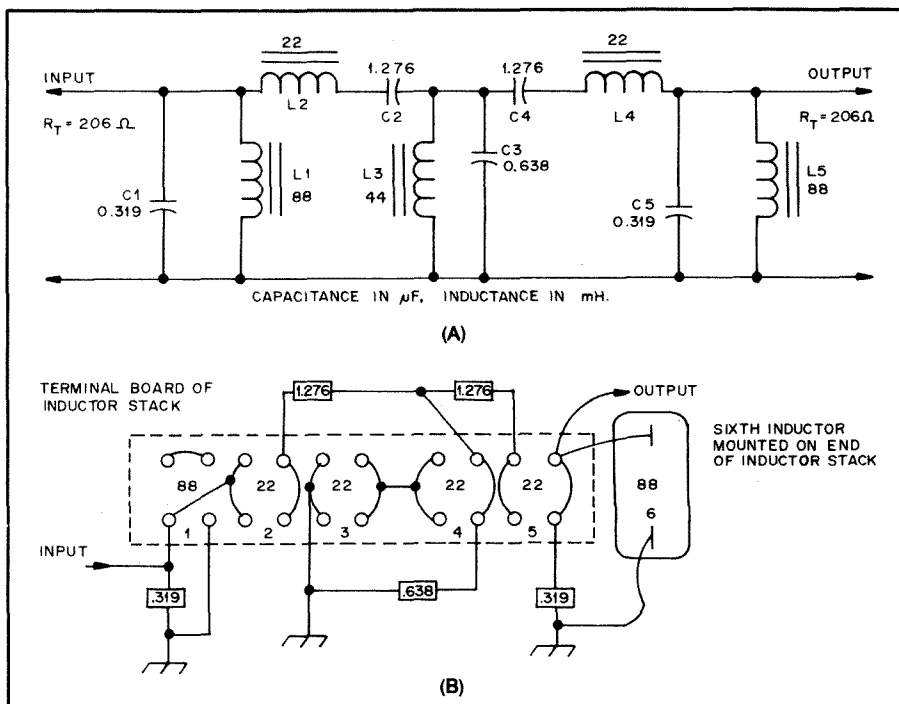 22 22
INPUT 1.276 1.276 OUTPUT
L2 C2 C4 L4
R_T = 206 Ω R_T = 206Ω
C1 0.319
L1 88
L3 44
C3 0.638
C5 0.319
L5 88
CAPACITANCE IN µF, INDUCTANCE IN mH.
(A)
TERMINAL BOARD OF
INDUCTOR STACK
1.276 1.276 OUTPUT
SIXTH INDUCTOR
MOUNTED ON END
OF INDUCTOR STACK
88 22 22 22 22 88
1 2 3 4 5 6
INPUT
.319 .638 .319
(B)